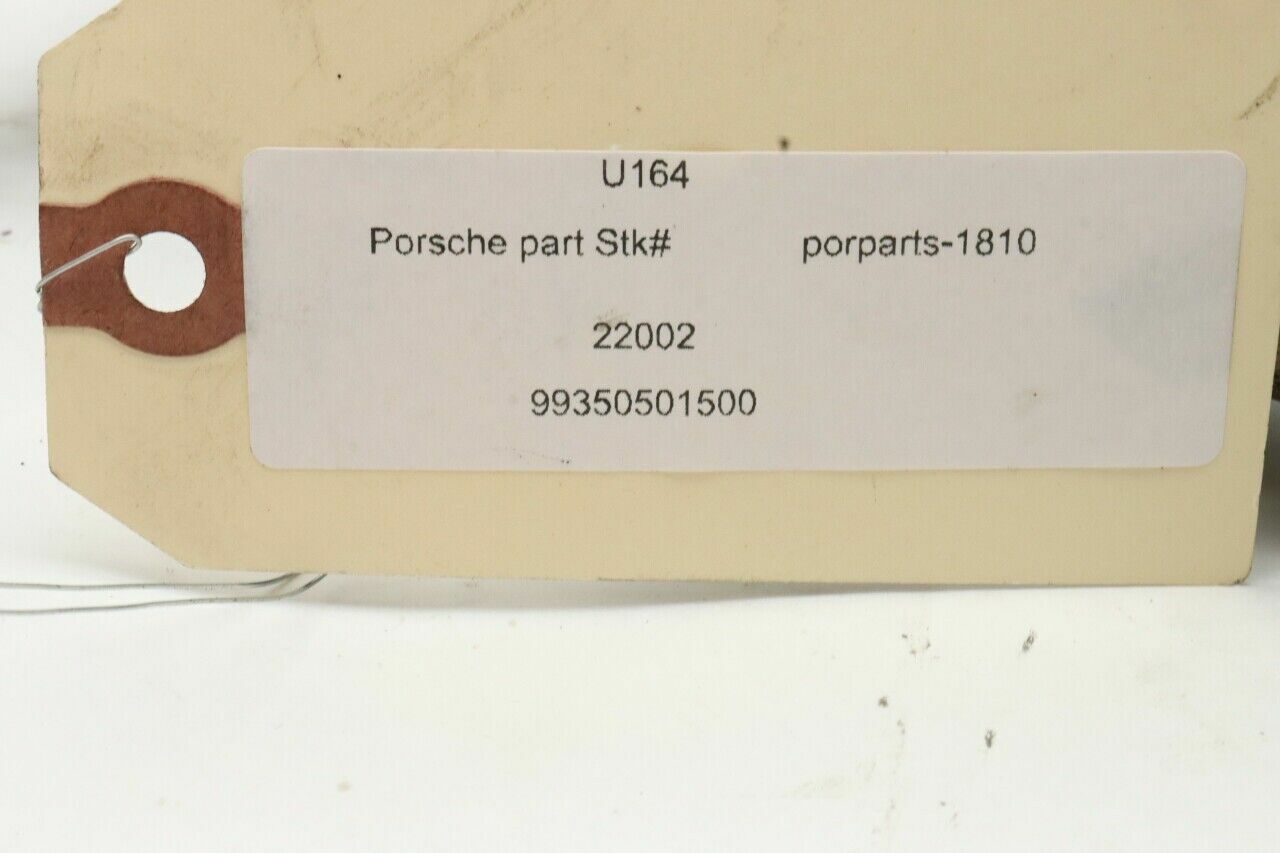 U164
Porsche part Stk# porparts-1810
22002
99350501500